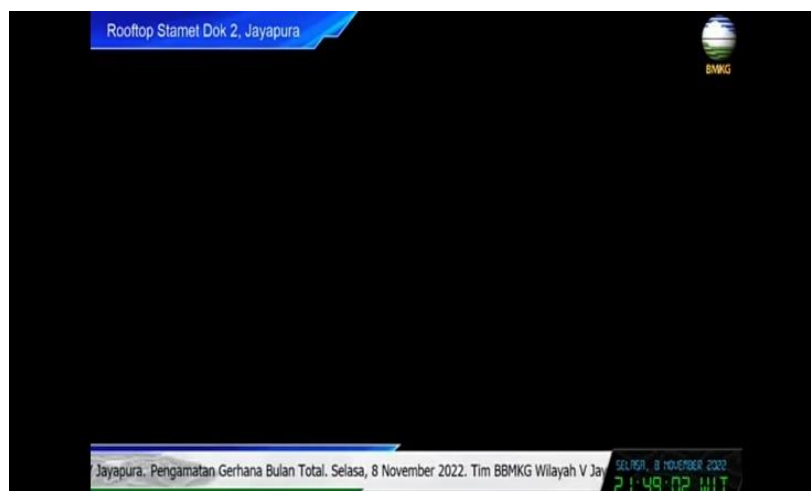 Rooftop Stamet Dok 2, Jayapura
BMKG
Jayapura. Pengamatan Gerhana Bulan Total. Selasa, 8 November 2022. Tim BBMKG Wilayah V Jay
SELASA, 8 NOVEMBER 2022
21:49:02 WIT